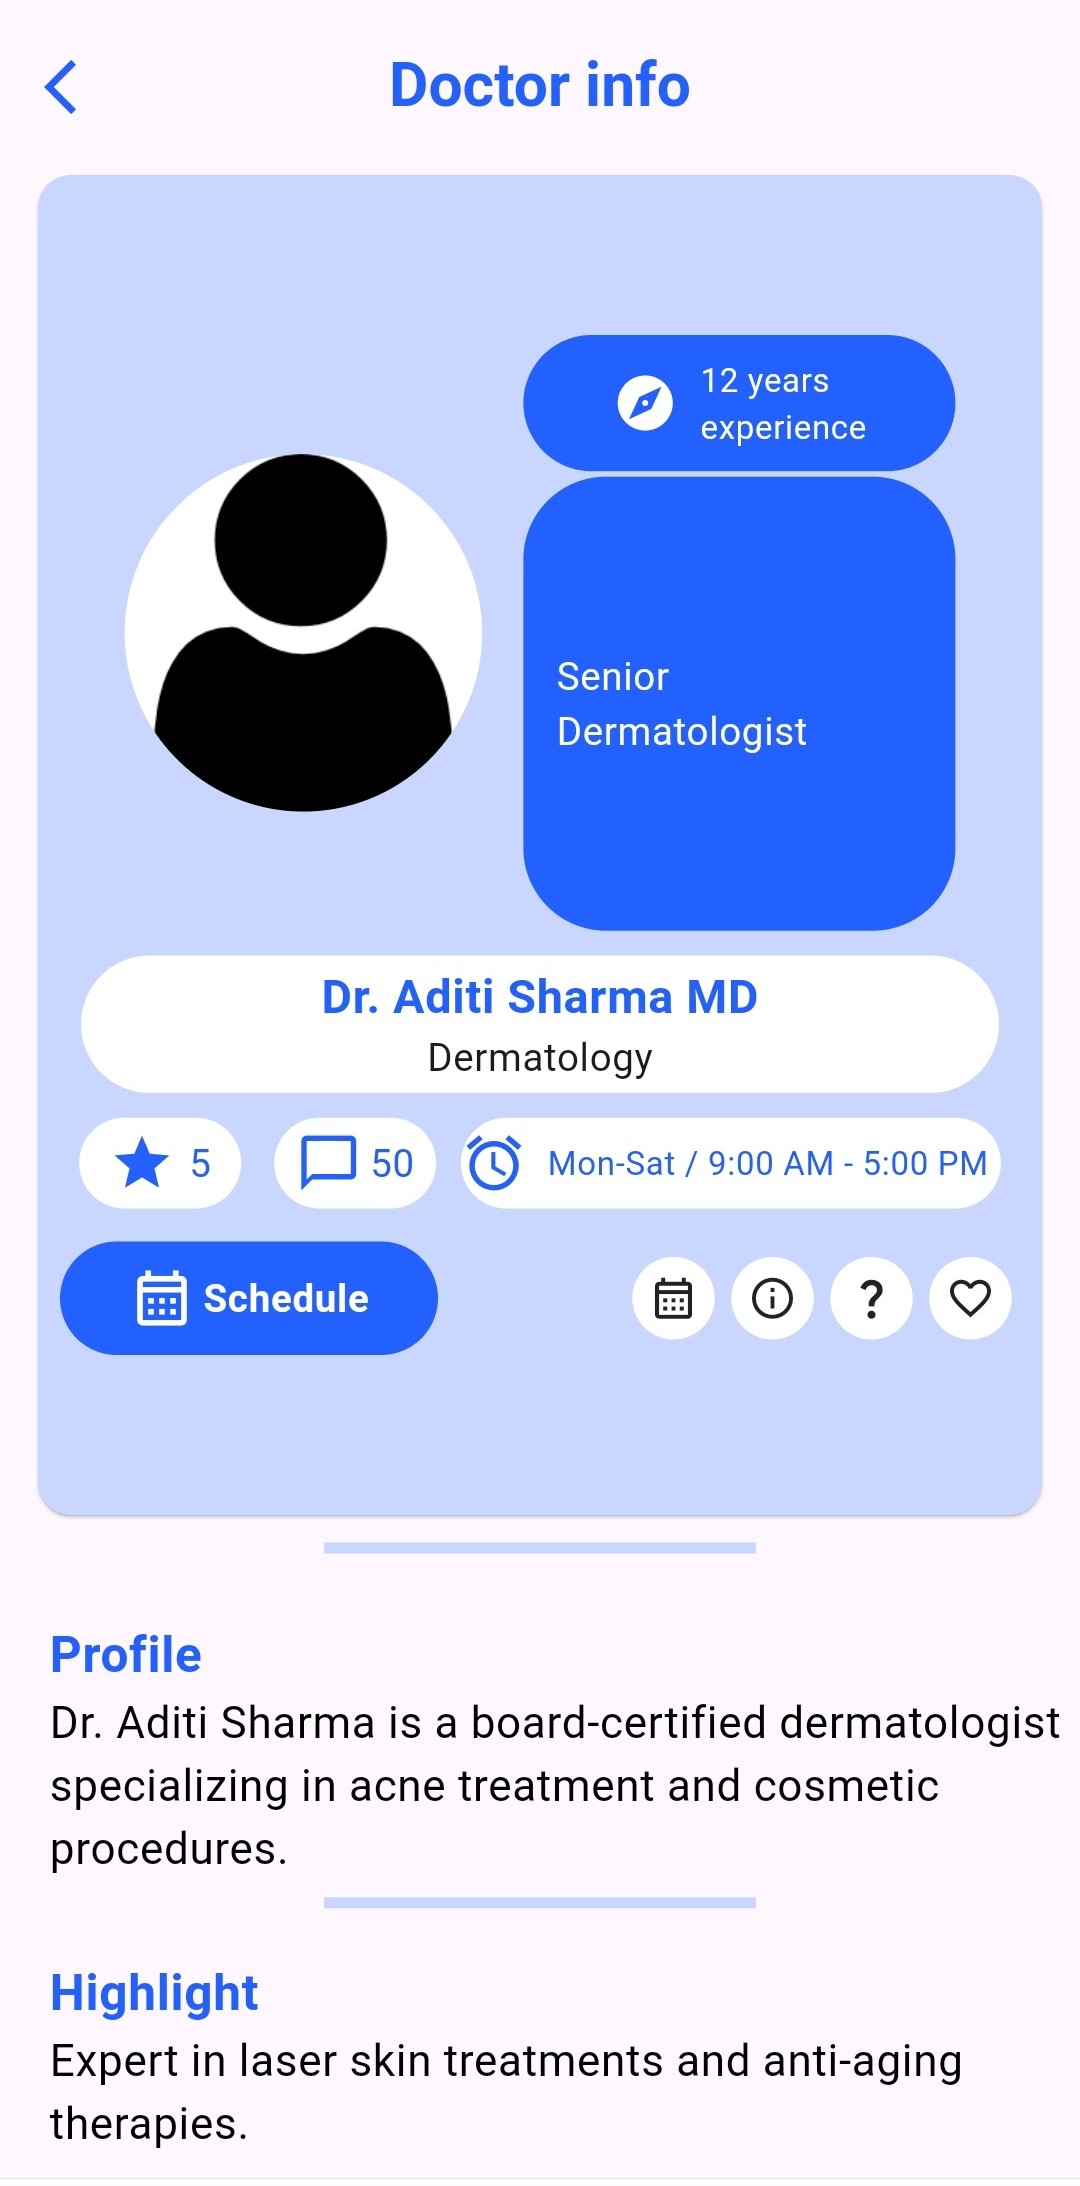 Doctor info
12 years
experience
Senior
Dermatologist
Dr. Aditi Sharma MD
Dermatology
5
50
Mon-Sat / 9:00 AM - 5:00 PM
Schedule
?
Profile
Dr. Aditi Sharma is a board-certified dermatologist
specializing in acne treatment and cosmetic
procedures.
Highlight
Expert in laser skin treatments and anti-aging
therapies.